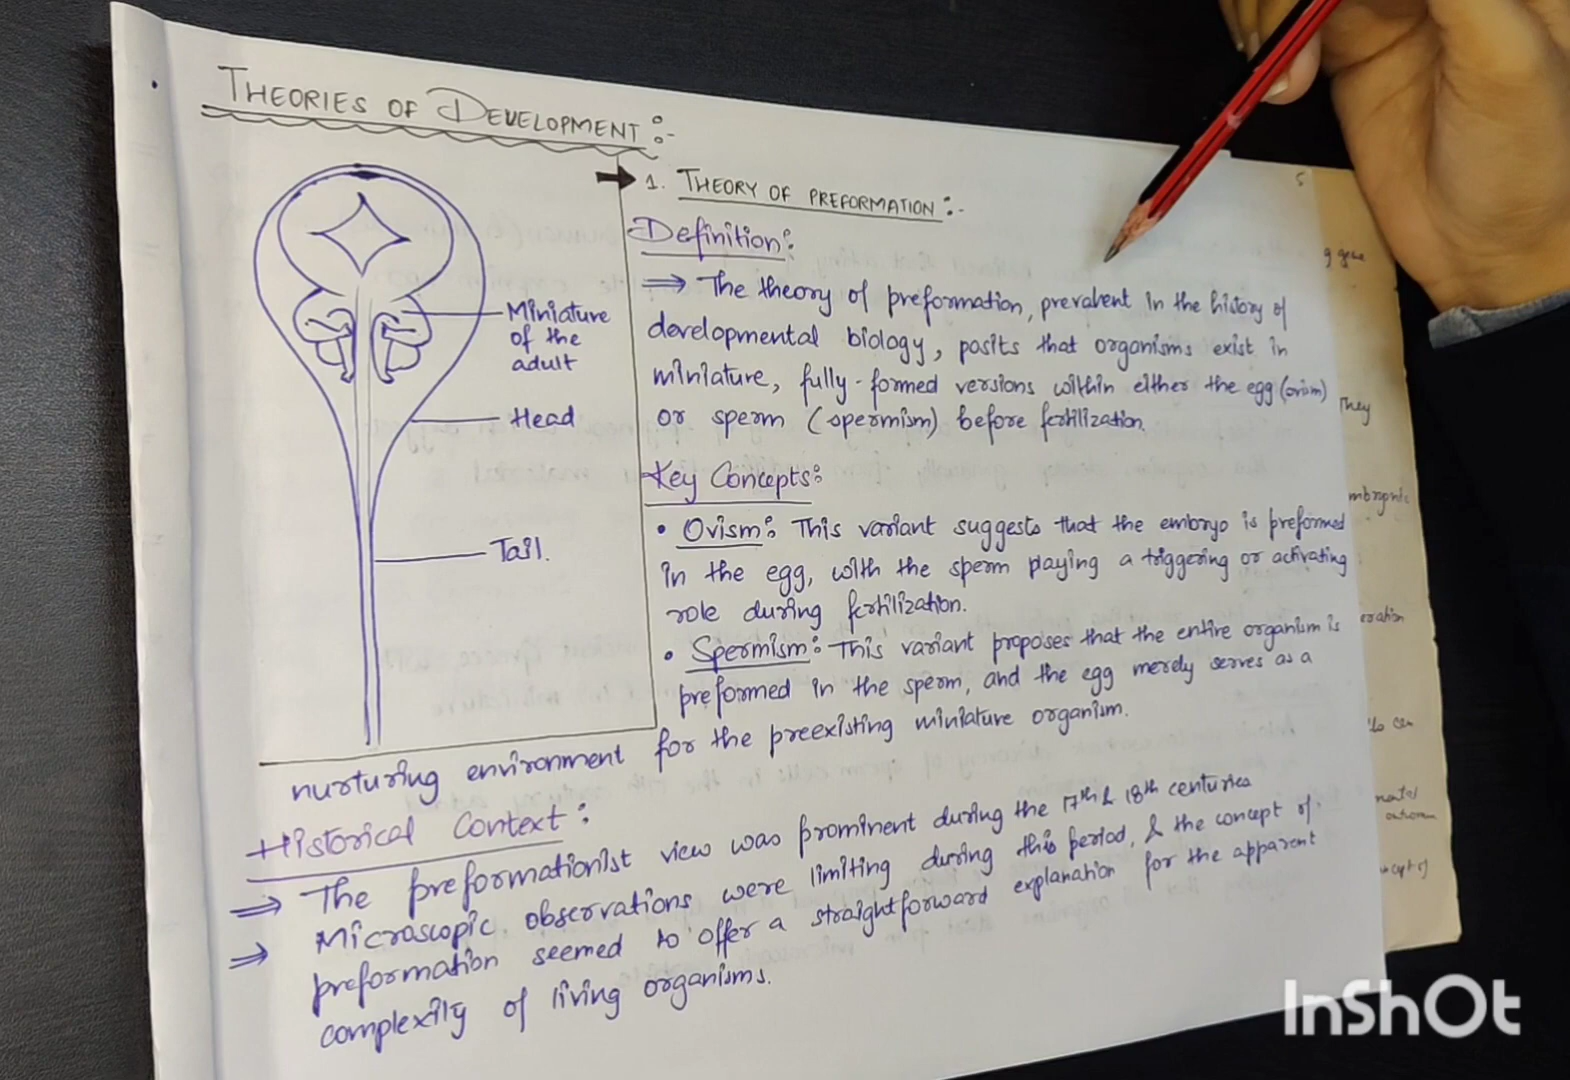 THEORIES OF DEVELOPMENT:-
1. THEORY OF PREFORMATION:-
Definition:
⇒ The theory of preformation, prevalent in the history of
developmental biology, posits that organisms exist in
miniature, fully-formed versions within either the egg (ovism)
or sperm (spermism) before fertilization.
Miniature
of the
adult
Head
Tail.
Key Concepts:
• Ovism: This variant suggests that the embryo is preformed
in the egg, with the sperm playing a triggering or activating
role during fertilization.
• Spermism: This variant proposes that the entire organism is
preformed in the sperm, and the egg merely serves as a
nurturing environment for the preexisting miniature organism.
Historical Context:
⇒ The preformationist view was prominent during the 17th & 18th centuries
⇒ Microscopic observations were limiting during this period, & the concept of
preformation seemed to offer a straightforward explanation for the apparent
complexity of living organisms.
5
They
InShOt